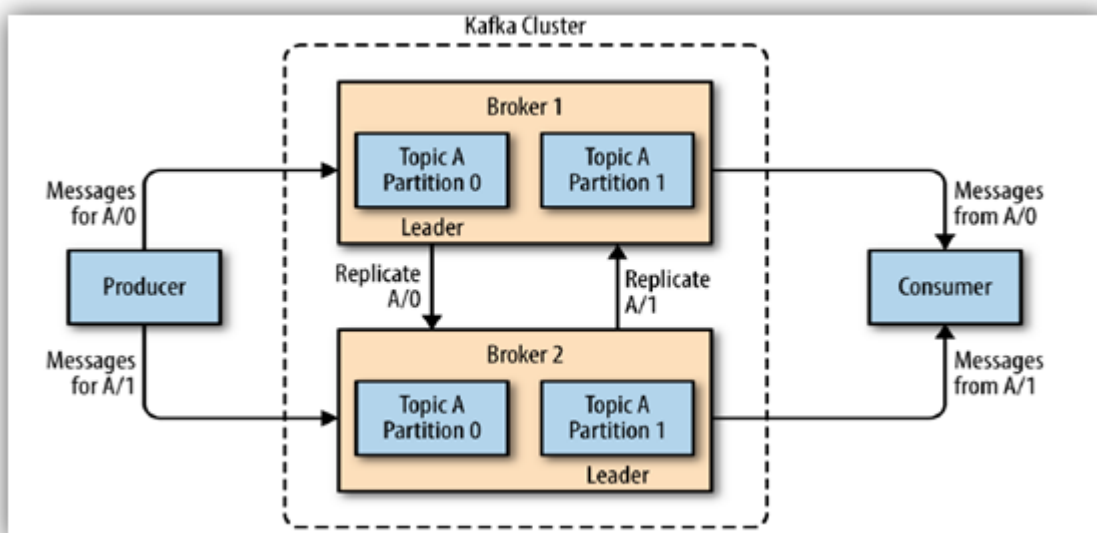 Kafka Cluster
Broker 1
Topic A
Partition 0
Topic A
Partition 1
Leader
Messages
for A/0
Messages
from A/0
Producer
Replicate
A/0
Replicate
A/1
Consumer
Messages
for A/1
Broker 2
Messages
from A/1
Topic A
Partition 0
Topic A
Partition 1
Leader